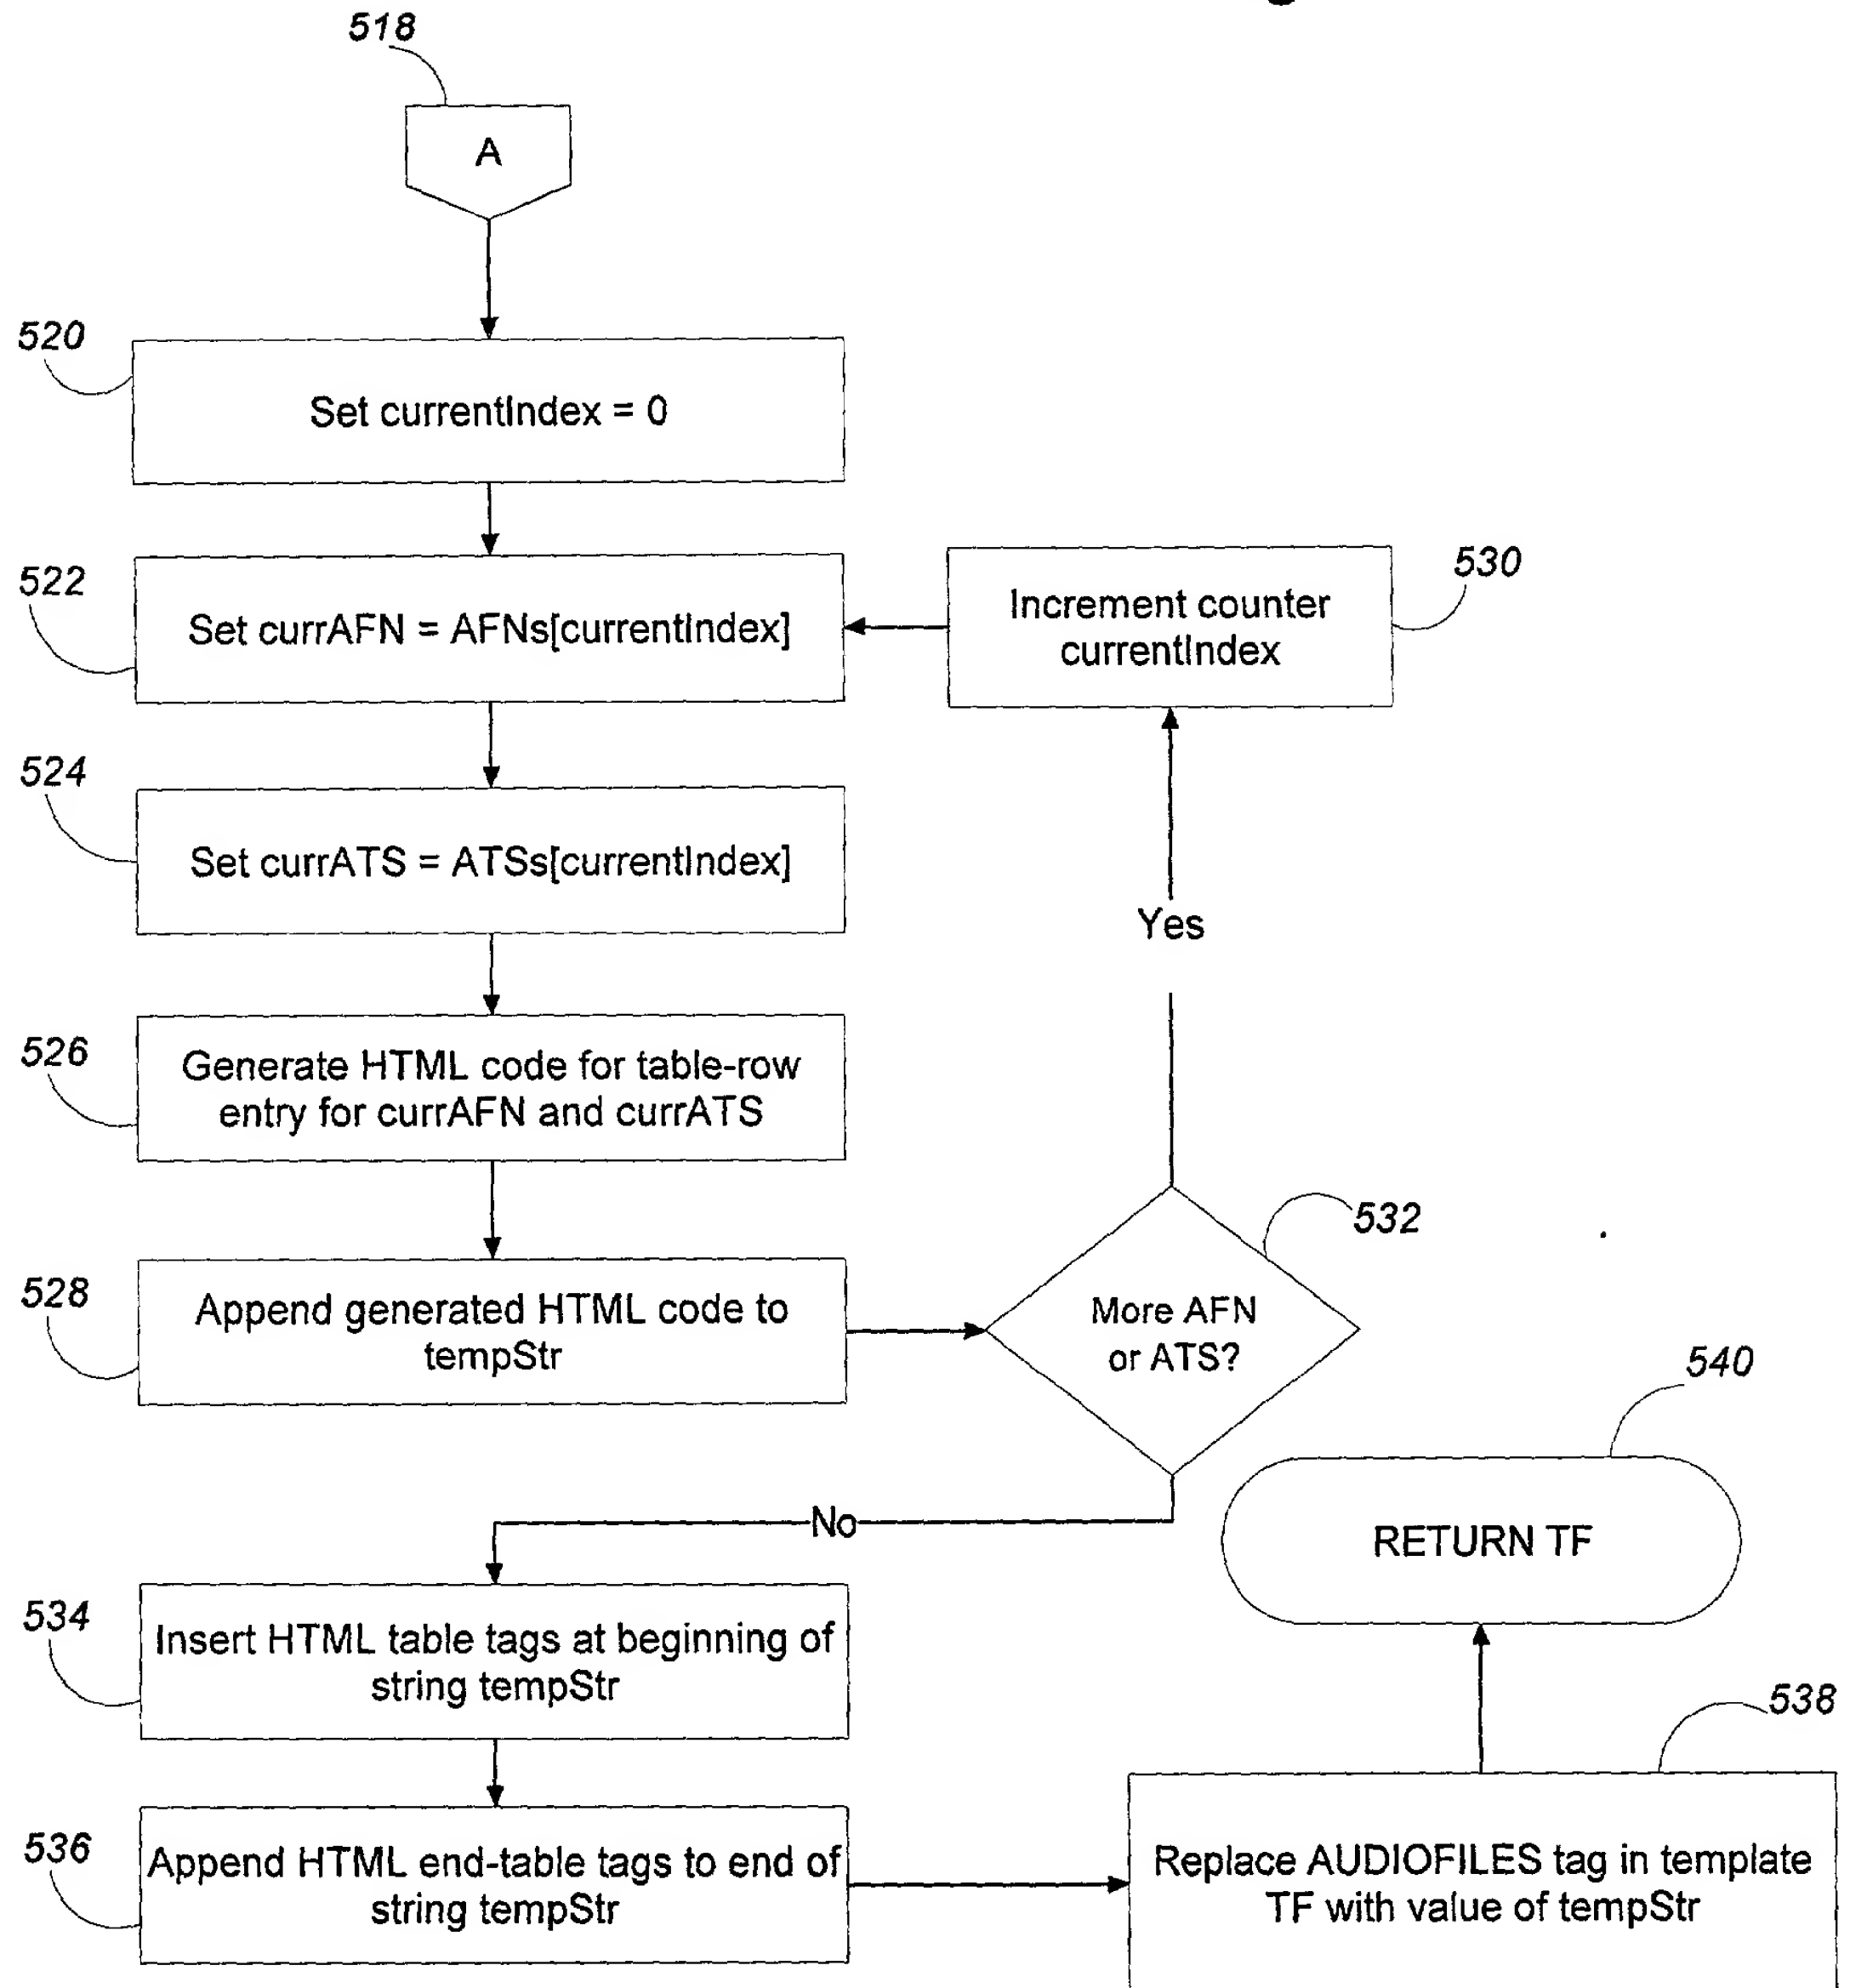 518
A
520
Set currentIndex = 0
522
Set currAFN = AFNs[currentIndex]
530
Increment counter
currentIndex
524
Set currATS = ATSs[currentIndex]
Yes
526
Generate HTML code for table-row
entry for currAFN and currATS
532
528
Append generated HTML code to
tempStr
More AFN
or ATS?
540
No
RETURN TF
534
Insert HTML table tags at beginning of
string tempStr
538
536
Append HTML end-table tags to end of
string tempStr
Replace AUDIOFILES tag in template
TF with value of tempStr